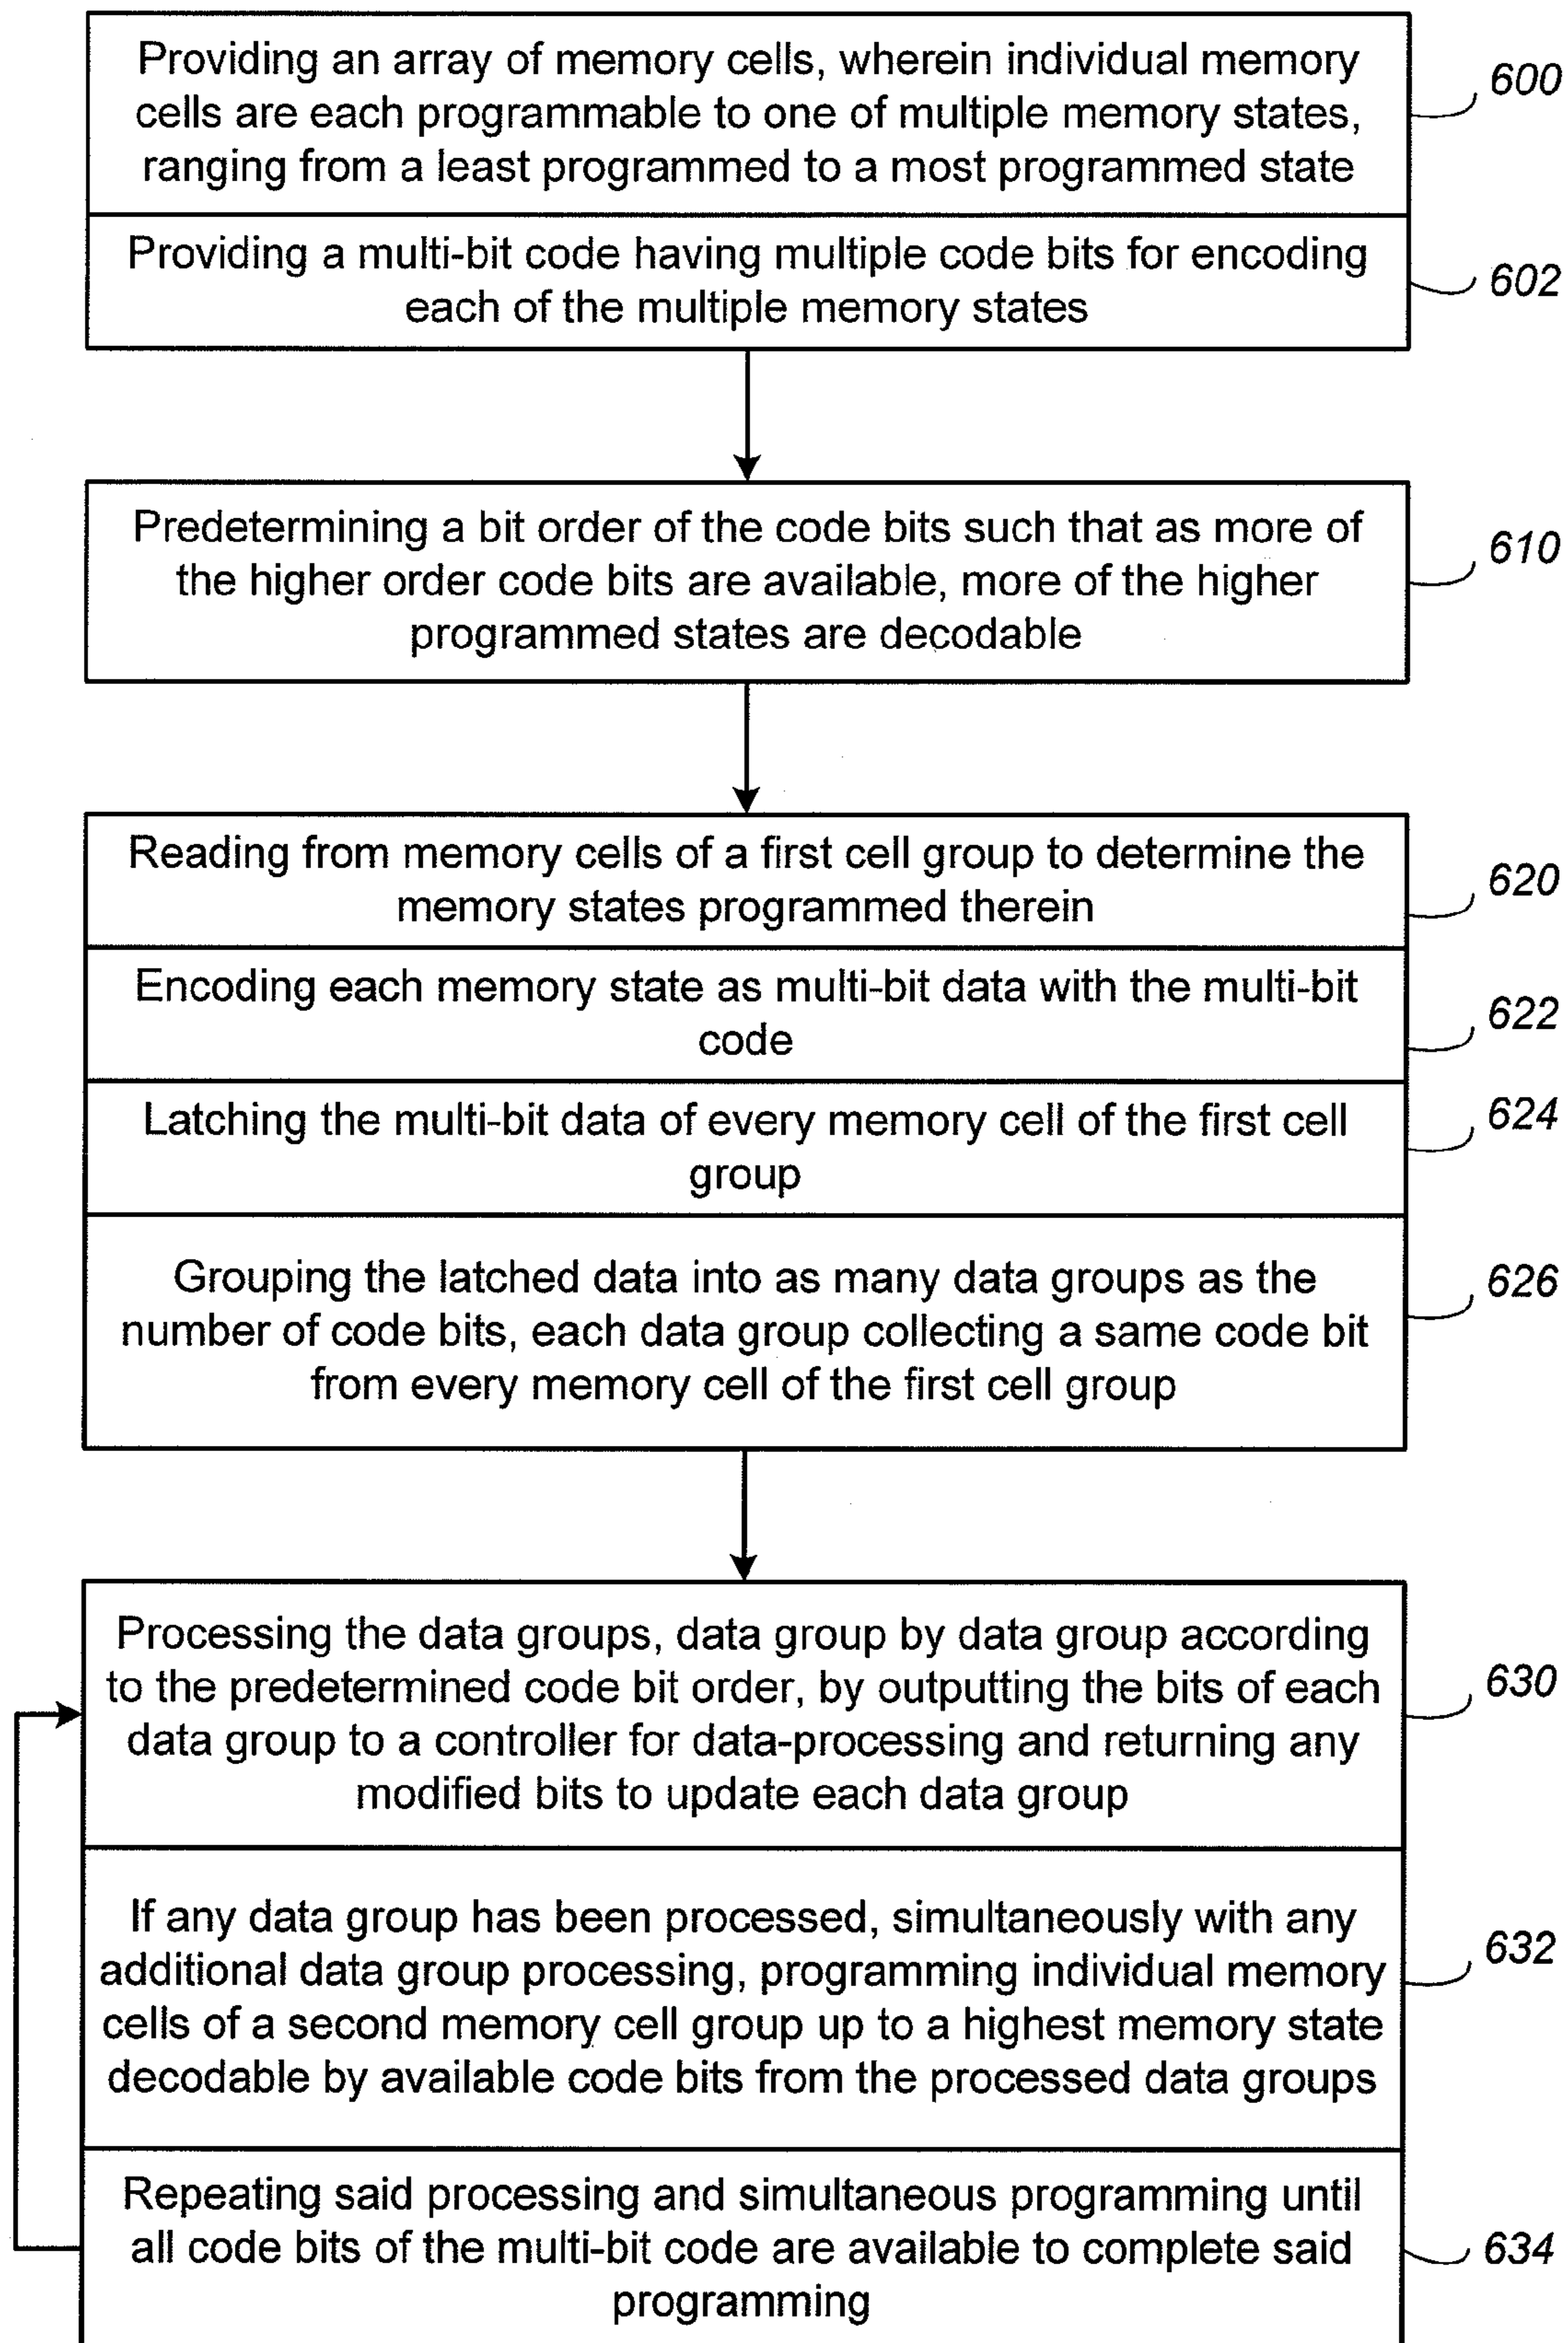 Providing an array of memory cells, wherein individual memory
cells are each programmable to one of multiple memory states,
ranging from a least programmed to a most programmed state
600
Providing a multi-bit code having multiple code bits for encoding
each of the multiple memory states
602
Predetermining a bit order of the code bits such that as more of
the higher order code bits are available, more of the higher
programmed states are decodable
610
Reading from memory cells of a first cell group to determine the
memory states programmed therein
620
Encoding each memory state as multi-bit data with the multi-bit
code
622
Latching the multi-bit data of every memory cell of the first cell
group
624
Grouping the latched data into as many data groups as the
number of code bits, each data group collecting a same code bit
from every memory cell of the first cell group
626
Processing the data groups, data group by data group according
to the predetermined code bit order, by outputting the bits of each
data group to a controller for data-processing and returning any
modified bits to update each data group
630
If any data group has been processed, simultaneously with any
additional data group processing, programming individual memory
cells of a second memory cell group up to a highest memory state
decodable by available code bits from the processed data groups
632
Repeating said processing and simultaneous programming until
all code bits of the multi-bit code are available to complete said
programming
634